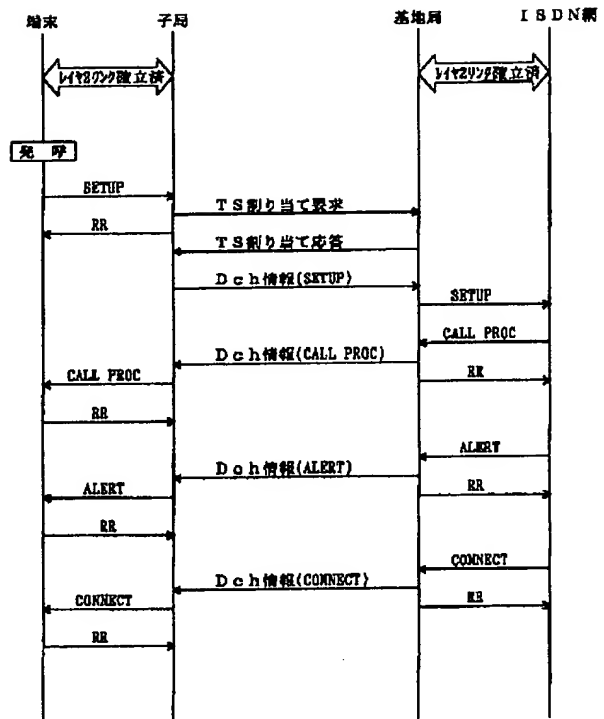 端末 子局 基地局 ISDN網
レイヤ2リンク確立済 レイヤ2リンク確立済
発呼
SETUP
TS割り当て要求
RR
TS割り当て応答
Dch情報(SETUP)
SETUP
CALL PROC
Dch情報(CALL PROC)
CALL PROC
RR
RR
ALERT
Dch情報(ALERT)
ALERT
RR
RR
CONNECT
Dch情報(CONNECT)
CONNECT
RR
RR